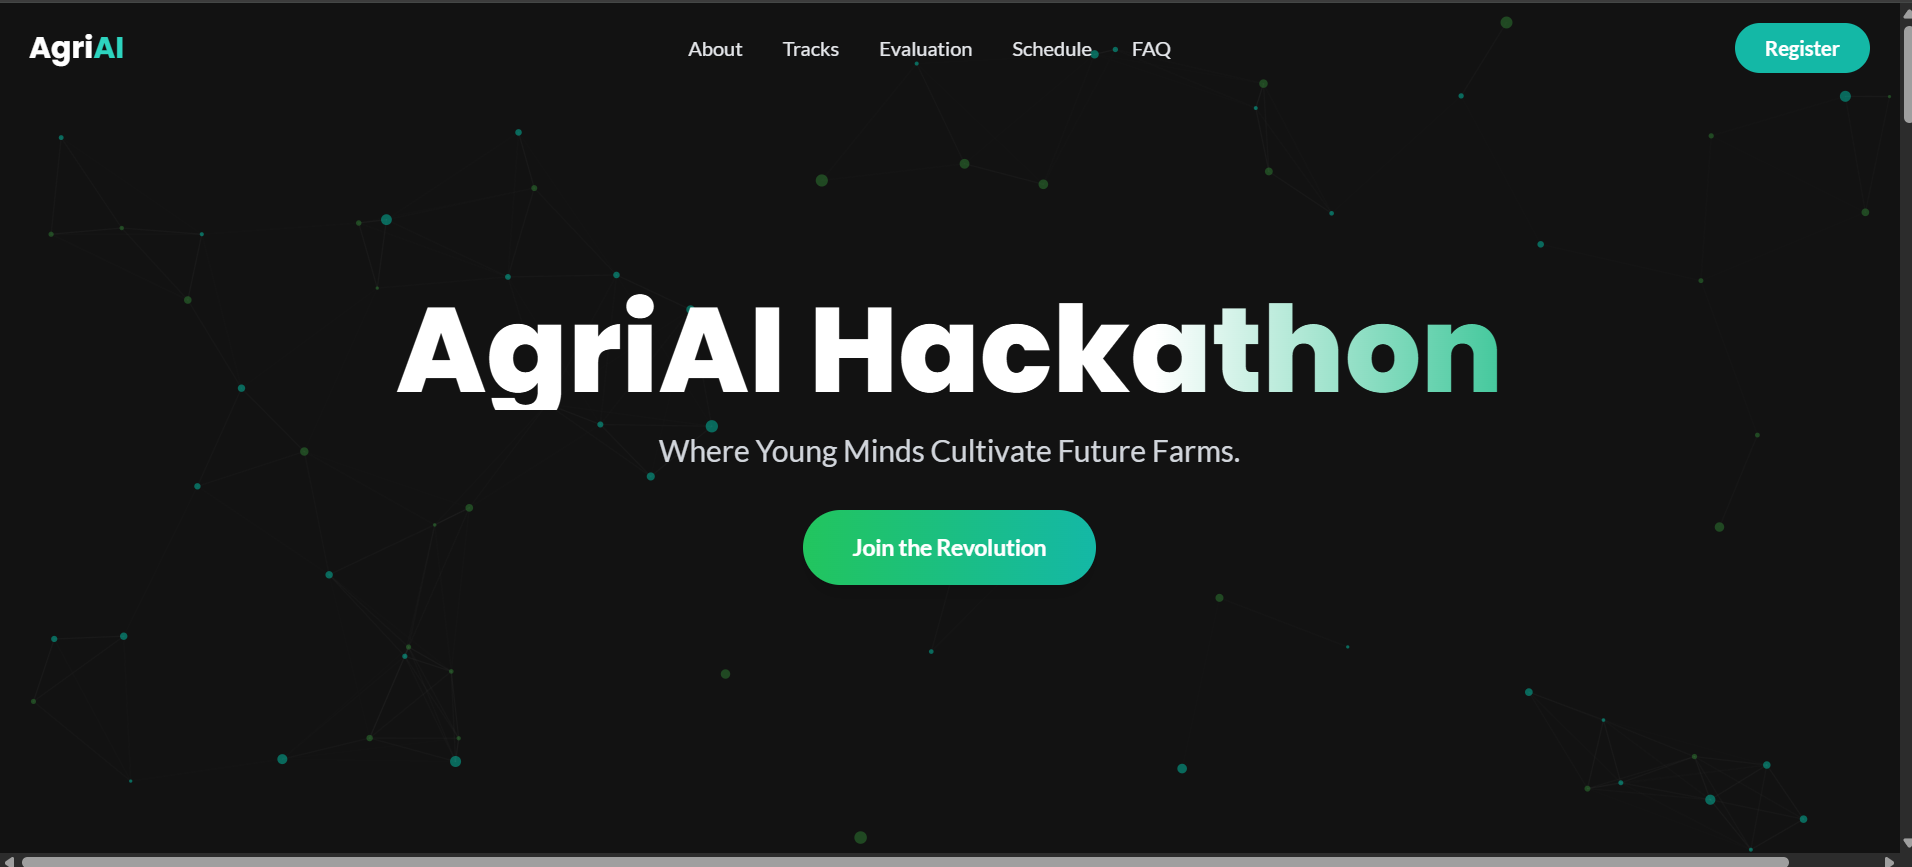 AgriAI
About Tracks Evaluation Schedule FAQ
Register
AgriAI Hackathon
Where Young Minds Cultivate Future Farms.
Join the Revolution